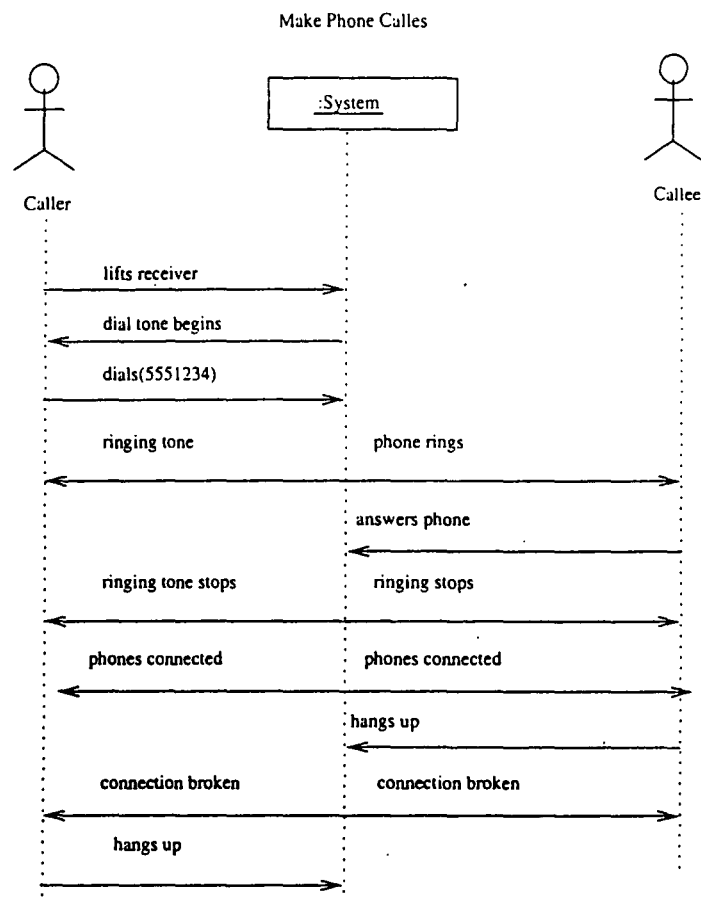 Make Phone Calles
:System
Caller
Callee
lifts receiver
dial tone begins
dials(5551234)
ringing tone
phone rings
answers phone
ringing tone stops
ringing stops
phones connected
phones connected
hangs up
connection broken
connection broken
hangs up